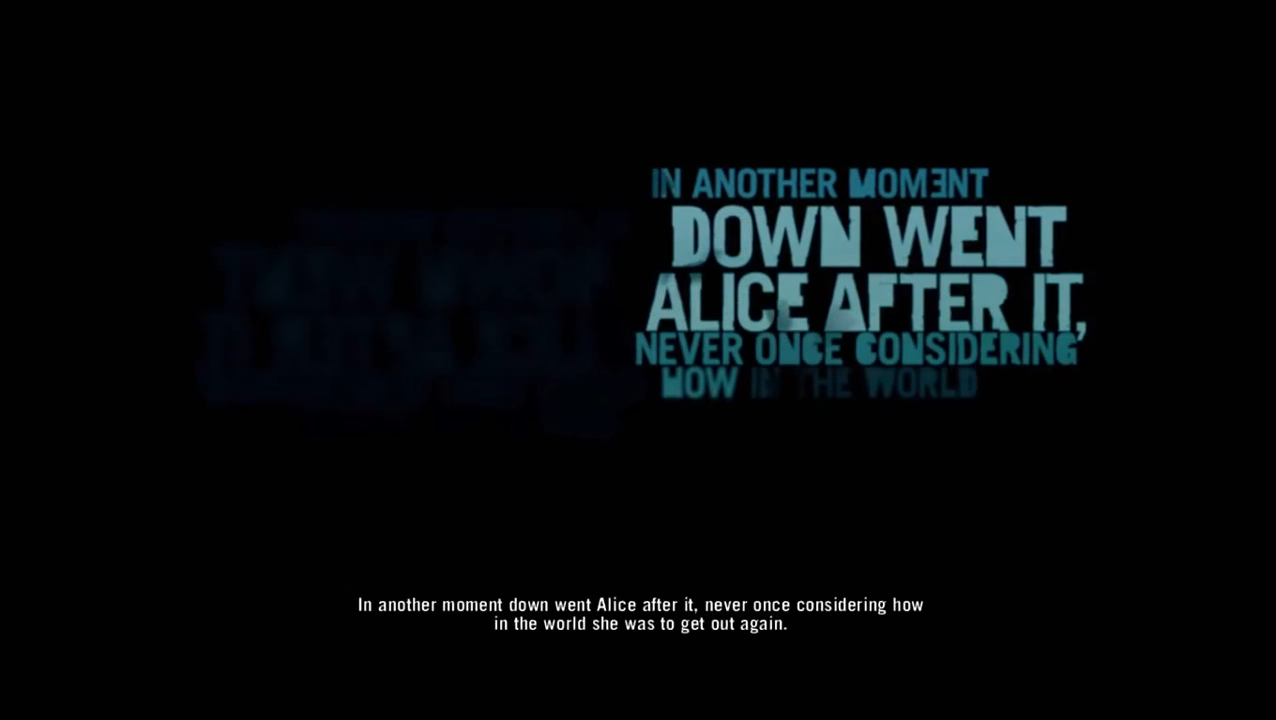 IN ANOTHER MOMENT
DOWN WENT
ALICE AFTER IT,
NEVER ONCE CONSIDERING
HOW IN THE WORLD
In another moment down went Alice after it, never once considering how
in the world she was to get out again.